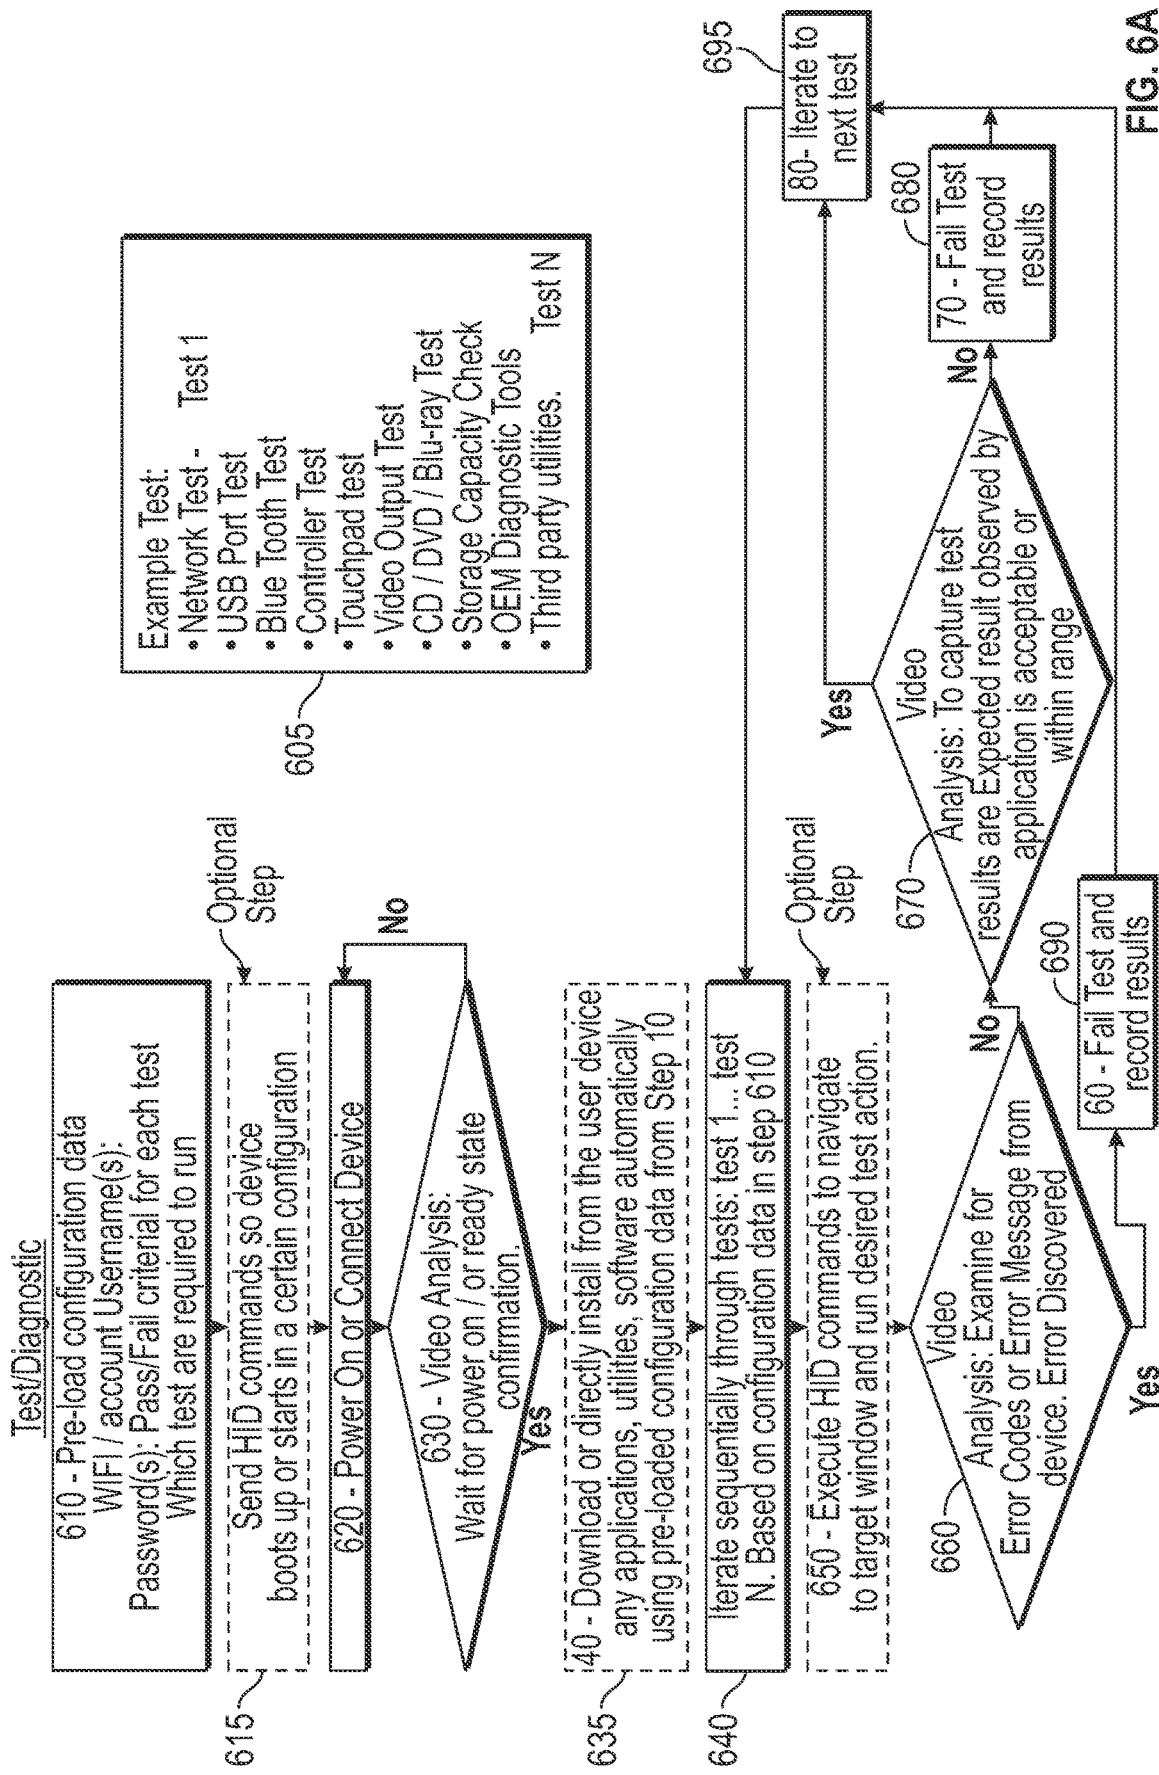 Test/Diagnostic
610 - Pre-load configuration data
WIFI / account Username(s):
Password(s): Pass/Fail criterial for each test
Which test are required to run
Optional
Step
615
Send HID commands so device
boots up or starts in a certain configuration
620 - Power On or Connect Device
No
630 - Video Analysis:
Wait for power on / or ready state
confirmation.
Yes
635
40 - Download or directly install from the user device
any applications, utilities, software automatically
using pre-loaded configuration data from Step 10
640
Iterate sequentially through tests: test 1... test
N. Based on configuration data in step 610
Optional
Step
650 - Execute HID commands to navigate
to target window and run desired test action.
660
Video
Analysis: Examine for
Error Codes or Error Message from
device. Error Discovered
No
Yes
690
60 - Fail Test and
record results
670
Video
Analysis: To capture test
results are Expected result observed by
application is acceptable or
within range
Yes
No
680
70 - Fail Test
and record
results
695
80- Iterate to
next test
605
Example Test:
• Network Test - Test 1
• USB Port Test
• Blue Tooth Test
• Controller Test
• Touchpad test
• Video Output Test
• CD / DVD / Blu-ray Test
• Storage Capacity Check
• OEM Diagnostic Tools
• Third party utilities. Test N
FIG. 6A